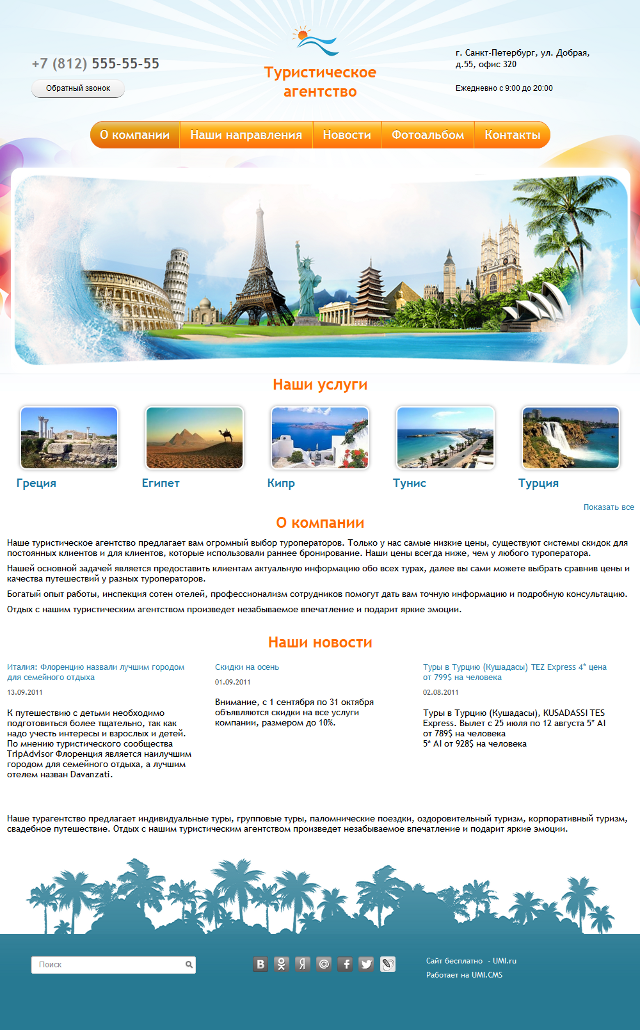 +7 (812) 555-55-55
Обратный звонок
Туристическое
агентство
г. Санкт-Петербург, ул. Добрая,
д.55, офис 320
Ежедневно с 9:00 до 20:00
О компании
Наши направления
Новости
Фотоальбом
Контакты
Наши услуги
Греция
Египет
Кипр
Тунис
Турция
Показать все
О компании
Наше туристическое агентство предлагает вам огромный выбор туроператоров. Только у нас самые низкие цены, существуют системы скидок для
постоянных клиентов и для клиентов, которые использовали раннее бронирование. Наши цены всегда ниже, чем у любого туроператора.
Нашей основной задачей является предоставить клиентам актуальную информацию обо всех турах, далее вы сами можете выбрать сравнив цены и
качества путешествий у разных туроператоров.
Богатый опыт работы, инспекция сотен отелей, профессионализм сотрудников помогут дать вам точную информацию и подробную консультацию.
Отдых с нашим туристическим агентством произведет незабываемое впечатление и подарит яркие эмоции.
Наши новости
Италия: Флоренцию назвали лучшим городом
для семейного отдыха
13.09.2011
К путешествию с детьми необходимо
подготовиться более тщательно, так как
надо учесть интересы и взрослых и детей.
По мнению туристического сообщества
TripAdvisor Флоренция является наилучшим
городом для семейного отдыха, а лучшим
отелем назван Davanzati.
Скидки на осень
01.09.2011
Внимание, с 1 сентября по 31 октября
объявляются скидки на все услуги
компании, размером до 10%.
Туры в Турцию (Кушадасы) TEZ Express 4* цена
от 799$ на человека
02.08.2011
Туры в Турцию (Кушадасы), KUSADASSI TES
Express. Вылет с 25 июля по 12 августа 5* AI
от 789$ на человека
5* AI от 928$ на человека
Наше турагентство предлагает индивидуальные туры, групповые туры, паломнические поездки, оздоровительный туризм, корпоративный туризм,
свадебное путешествие. Отдых с нашим туристическим агентством произведет незабываемое впечатление и подарит яркие эмоции.
Поиск
Сайт бесплатно - UMI.ru
Работает на UMI.CMS